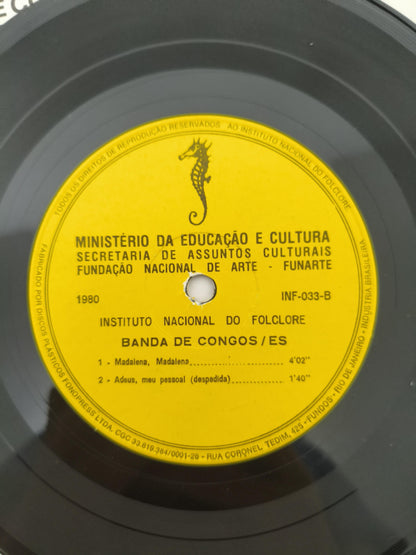 TODOS OS DIREITOS DE REPRODUÇÃO RESERVADOS - AO INSTITUTO NACIONAL DO FOLCLORE
MINISTÉRIO DA EDUCAÇÃO E CULTURA
SECRETARIA DE ASSUNTOS CULTURAIS
FUNDAÇÃO NACIONAL DE ARTE - FUNARTE
1980
INF-033-B
INSTITUTO NACIONAL DO FOLCLORE
BANDA DE CONGOS/ES
1 - Madalena, Madalena 4'02"
2 - Adeus, meu pessoal (despedida) 1'40"
FABRICADO POR DISCOS PLÁSTICOS FONOPRESS LTDA. CGC 33.619.364/0001-20 - RUA CORONEL TEDIM, 425 - FUNDOS - RIO DE JANEIRO - INDÚSTRIA BRASILEIRA